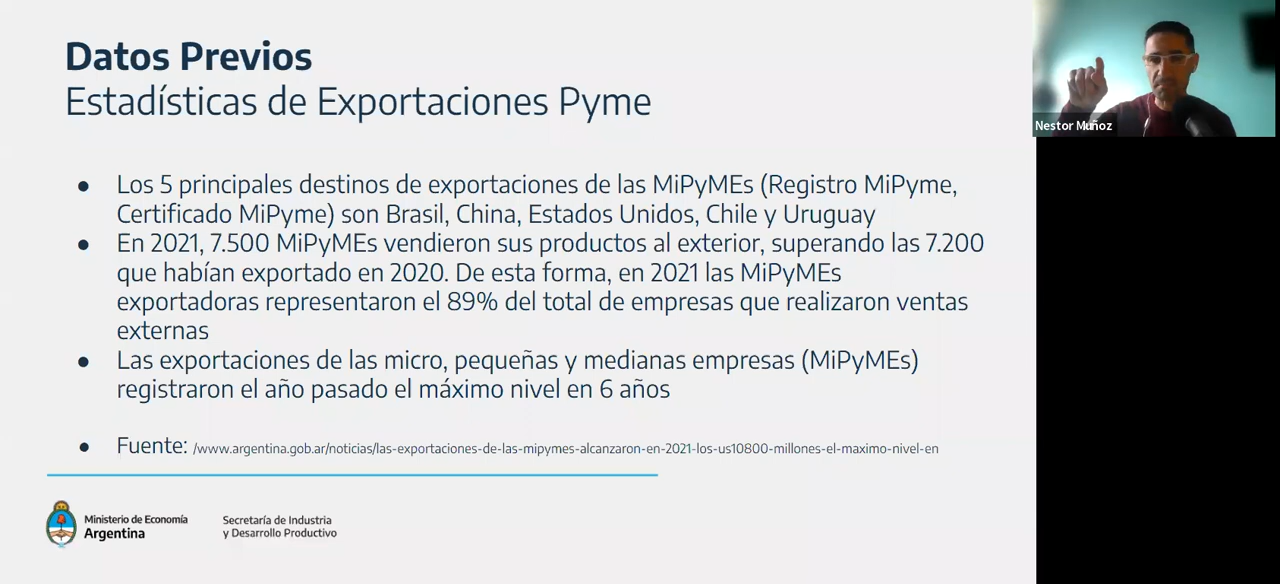 Datos Previos
Estadísticas de Exportaciones Pyme
Nestor Muñoz
● Los 5 principales destinos de exportaciones de las MiPyMEs (Registro MiPyme,
Certificado MiPyme) son Brasil, China, Estados Unidos, Chile y Uruguay
● En 2021, 7.500 MiPyMEs vendieron sus productos al exterior, superando las 7.200
que habían exportado en 2020. De esta forma, en 2021 las MiPyMEs
exportadoras representaron el 89% del total de empresas que realizaron ventas
externas
● Las exportaciones de las micro, pequeñas y medianas empresas (MiPyMEs)
registraron el año pasado el máximo nivel en 6 años
● Fuente: /www.argentina.gob.ar/noticias/las-exportaciones-de-las-mipymes-alcanzaron-en-2021-los-us10800-millones-el-maximo-nivel-en
Ministerio de Economía
Argentina
Secretaría de Industria
y Desarrollo Productivo